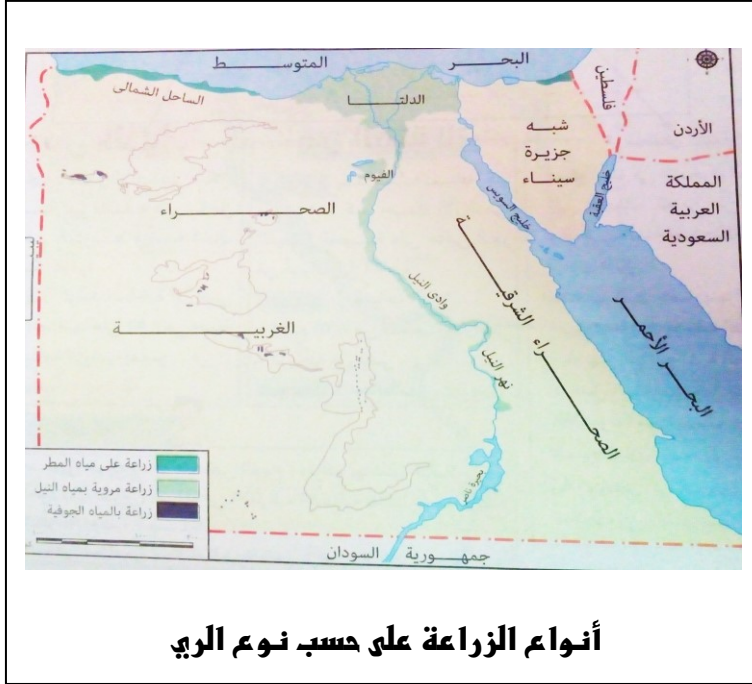 البحر المتوسط
الساحل الشمالى
الدلتا
فلسطين
الأردن
شبه
جزيرة
سيناء
المملكة
العربية
السعودية
الفيوم
خليج السويس
خليج العقبة
الصحراء
الغربية
وادى النيل
نهر النيل
الصحراء الشرقية
البحر الأحمر
بحيرة ناصر
زراعة على مياه المطر
زراعة مروية بمياه النيل
زراعة بالمياه الجوفية
جمهورية السودان
أنواع الزراعة على حسب نوع الري